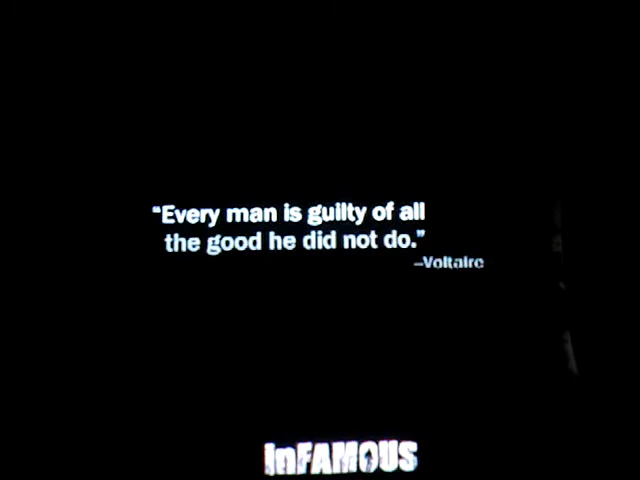 “Every man is guilty of all
the good he did not do.”
–Voltaire
inFAMOUS